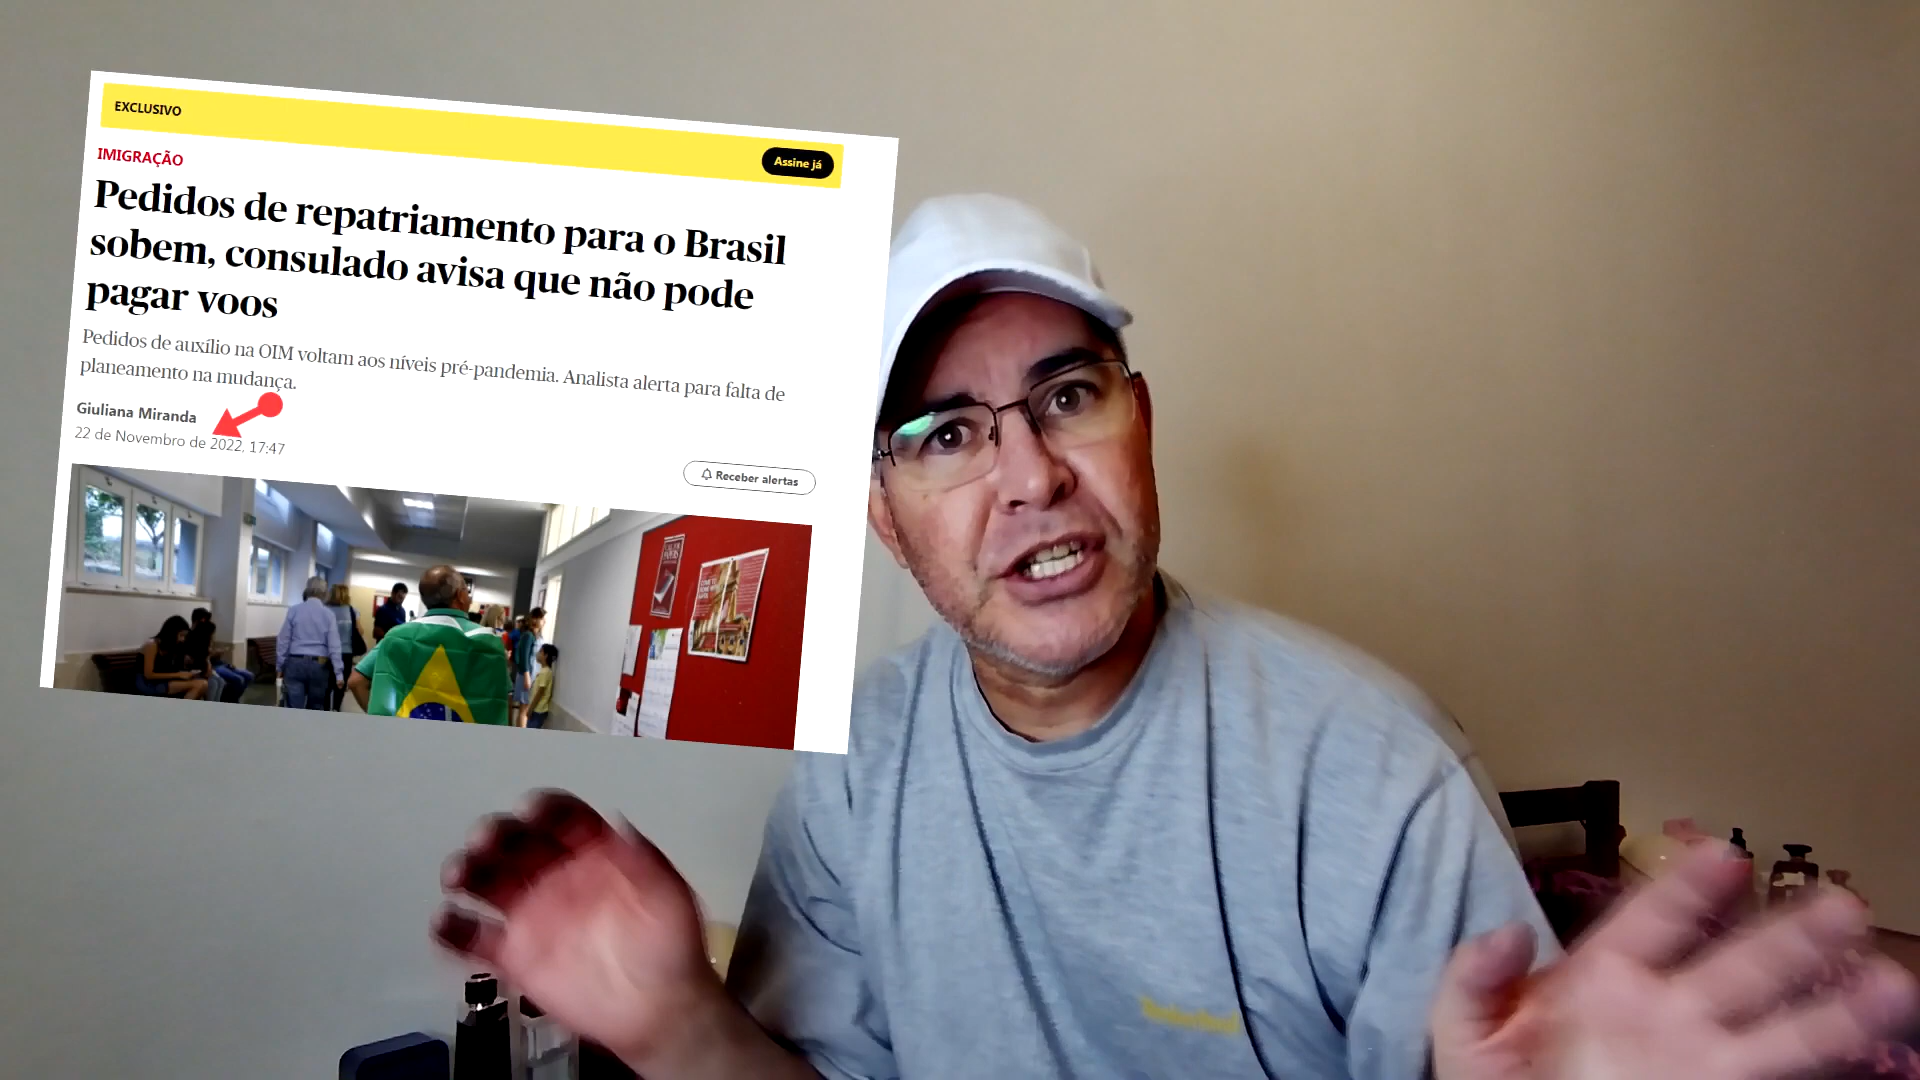 EXCLUSIVO
Assine já
IMIGRAÇÃO
Pedidos de repatriamento para o Brasil
sobem, consulado avisa que não pode
pagar voos
Pedidos de auxílio na OIM voltam aos níveis pré-pandemia. Analista alerta para falta de
planeamento na mudança.
Giuliana Miranda
22 de Novembro de 2022, 17:47
Receber alertas